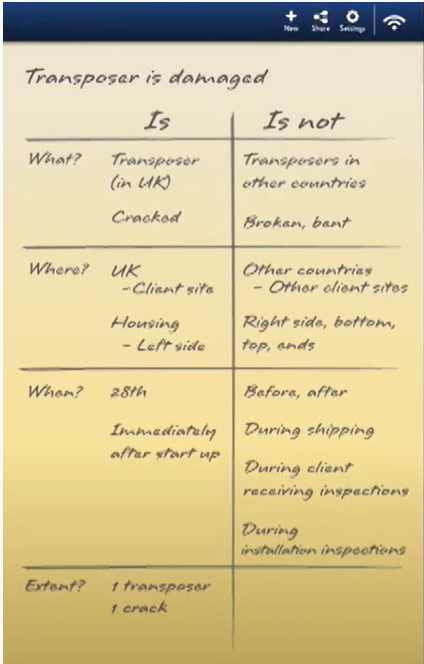 New Share Settings
Transposer is damaged
Is Is not
What? Transposer Transposers in
(in UK) other countries
Cracked Broken, bent
Where? UK Other countries
- Client site - Other client sites
Housing Right side, bottom,
- Left side top, ends
When? 28th Before, after
Immediately During shipping
after start up
During client
receiving inspections
During
installation inspections
Extent? 1 transposer
1 crack